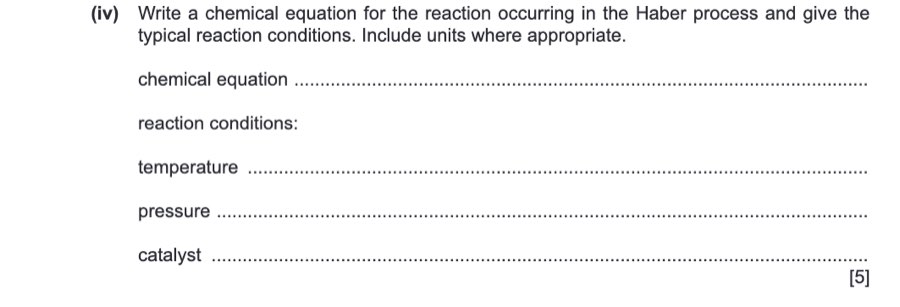 (iv) Write a chemical equation for the reaction occurring in the Haber process and give the
typical reaction conditions. Include units where appropriate.
chemical equation ................................................................................................................
reaction conditions:
temperature ..........................................................................................................................
pressure ................................................................................................................................
catalyst .................................................................................................................................
[5]